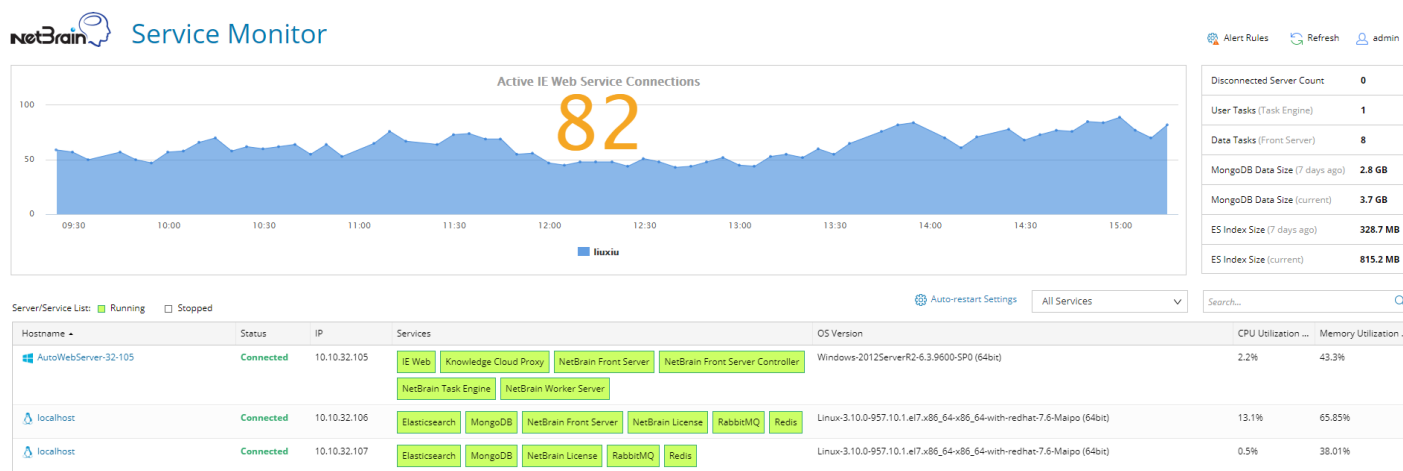 NetBrain Service Monitor
Alert Rules Refresh admin
Active IE Web Service Connections
82
100
50
0
09:30 10:00 10:30 11:00 11:30 12:00 12:30 13:00 13:30 14:00 14:30 15:00
liuxiu
Disconnected Server Count 0
User Tasks (Task Engine) 1
Data Tasks (Front Server) 8
MongoDB Data Size (7 days ago) 2.8 GB
MongoDB Data Size (current) 3.7 GB
ES Index Size (7 days ago) 328.7 MB
ES Index Size (current) 815.2 MB
Server/Service List: Running Stopped
Auto-restart Settings All Services Search...
Hostname Status IP Services OS Version CPU Utilization ... Memory Utilization .
AutoWebServer-32-105 Connected 10.10.32.105 IE Web Knowledge Cloud Proxy NetBrain Front Server NetBrain Front Server Controller Windows-2012ServerR2-6.3.9600-SP0 (64bit) 2.2% 43.3%
NetBrain Task Engine NetBrain Worker Server
localhost Connected 10.10.32.106 Elasticsearch MongoDB NetBrain Front Server NetBrain License RabbitMQ Redis Linux-3.10.0-957.10.1.el7.x86_64-x86_64-with-redhat-7.6-Maipo (64bit) 13.1% 65.85%
localhost Connected 10.10.32.107 Elasticsearch MongoDB NetBrain License RabbitMQ Redis Linux-3.10.0-957.10.1.el7.x86_64-x86_64-with-redhat-7.6-Maipo (64bit) 0.5% 38.01%